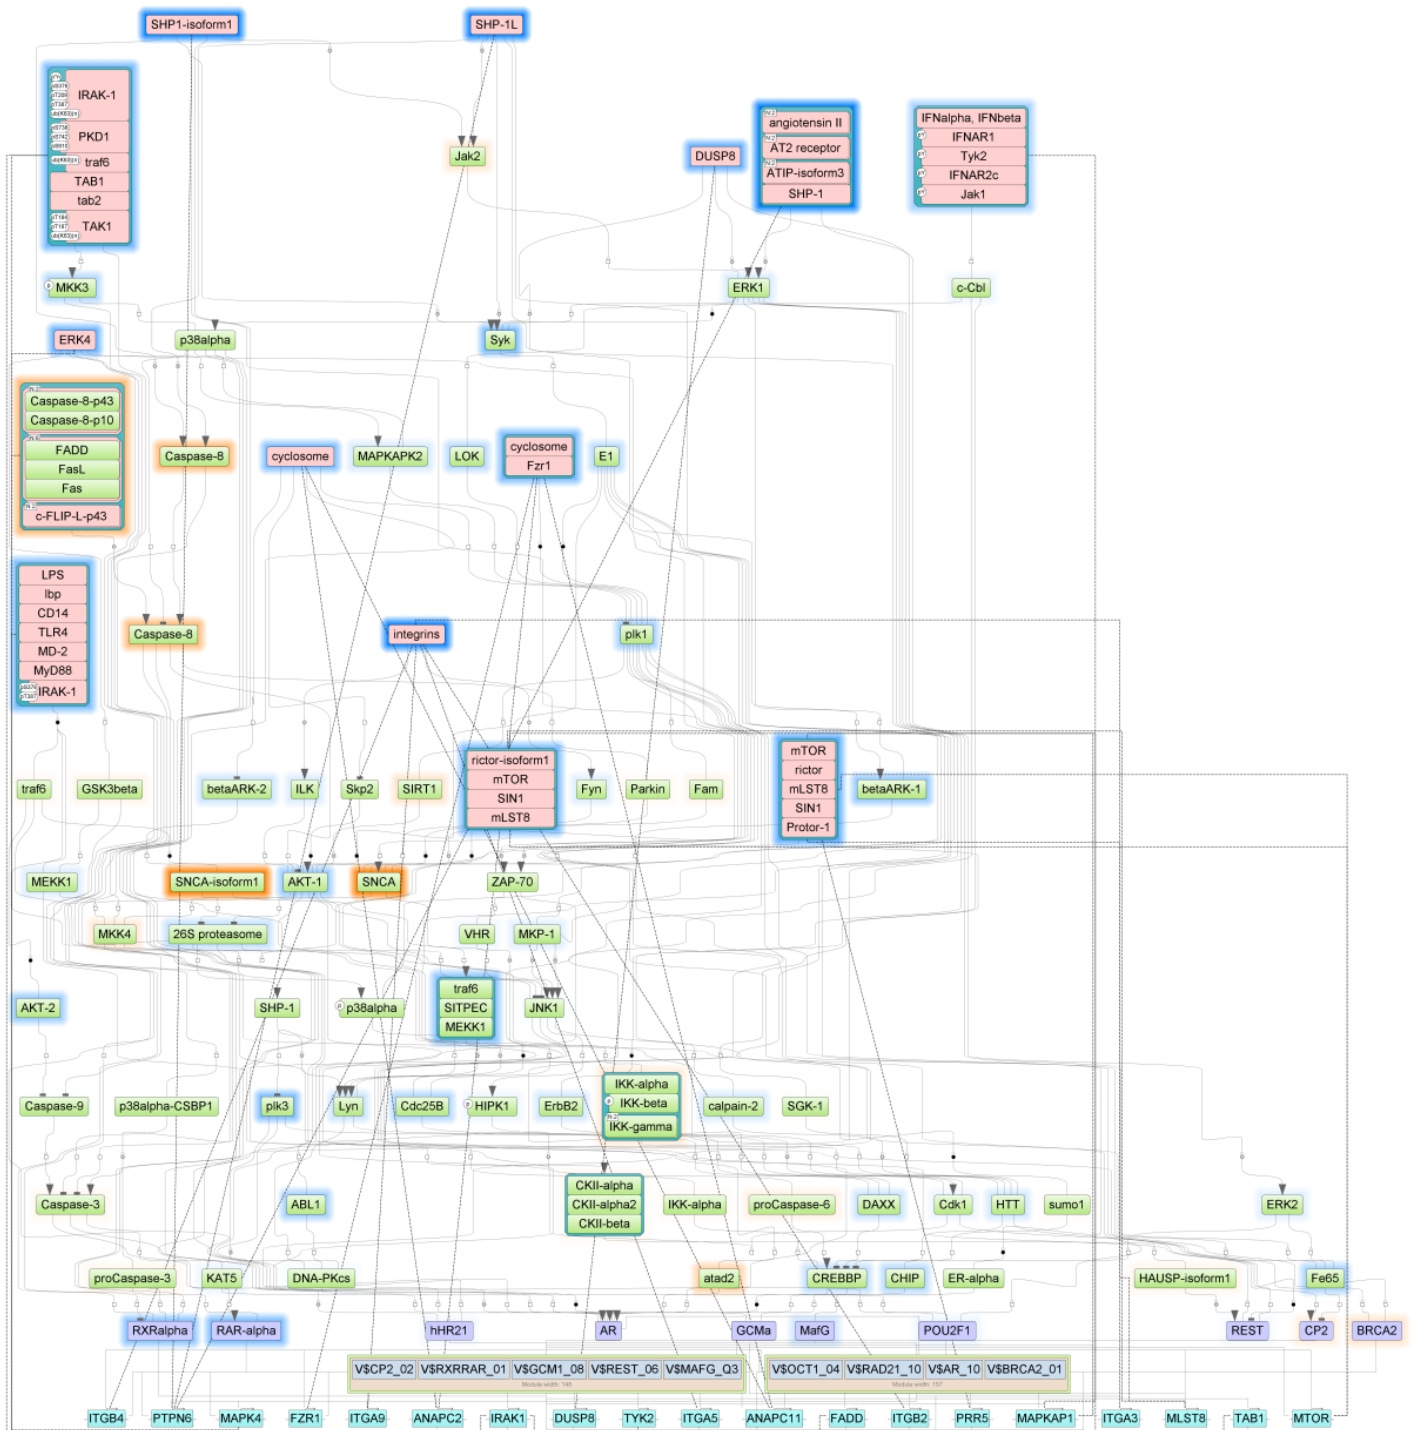 SHP1-isoform1
SHP-1L
IRAK-1
PKD1
traf6
TAB1
tab2
TAK1
Jak2
DUSP8
angiotensin II
AT2 receptor
ATIP-isoform3
SHP-1
IFNalpha, IFNbeta
IFNAR1
Tyk2
IFNAR2c
Jak1
MKK3
ERK1
c-Cbl
ERK4
p38alpha
Syk
Caspase-8-p43
Caspase-8-p10
FADD
FasL
Fas
c-FLIP-L-p43
Caspase-8
cyclosome
MAPKAPK2
LOK
cyclosome
Fzr1
E1
LPS
lbp
CD14
TLR4
MD-2
MyD88
IRAK-1
Caspase-8
integrins
plk1
traf6
GSK3beta
betaARK-2
ILK
Skp2
SIRT1
rictor-isoform1
mTOR
SIN1
mLST8
Fyn
Parkin
Fam
mTOR
rictor
mLST8
SIN1
Protor-1
betaARK-1
MEKK1
SNCA-isoform1
AKT-1
SNCA
ZAP-70
MKK4
26S proteasome
VHR
MKP-1
AKT-2
SHP-1
p38alpha
traf6
SITPEC
MEKK1
JNK1
Caspase-9
p38alpha-CSBP1
plk3
Lyn
Cdc25B
HIPK1
ErbB2
IKK-alpha
IKK-beta
IKK-gamma
calpain-2
SGK-1
Caspase-3
ABL1
CKII-alpha
CKII-alpha2
CKII-beta
IKK-alpha
proCaspase-6
DAXX
Cdk1
HTT
sumo1
ERK2
proCaspase-3
KAT5
DNA-PKcs
atad2
CREBBP
CHIP
ER-alpha
HAUSP-isoform1
Fe65
RXRalpha
RAR-alpha
hHR21
AR
GCMa
MafG
POU2F1
REST
CP2
BRCA2
V$CP2_02 V$RXRRAR_01 V$GCM1_08 V$REST_06 V$MAFG_Q3
Module width: 148
V$OCT1_04 V$RAD21_10 V$AR_10 V$BRCA2_01
Module width: 157
ITGB4
PTPN6
MAPK4
FZR1
ITGA9
ANAPC2
IRAK1
DUSP8
TYK2
ITGA5
ANAPC11
FADD
ITGB2
PRR5
MAPKAP1
ITGA3
MLST8
TAB1
MTOR